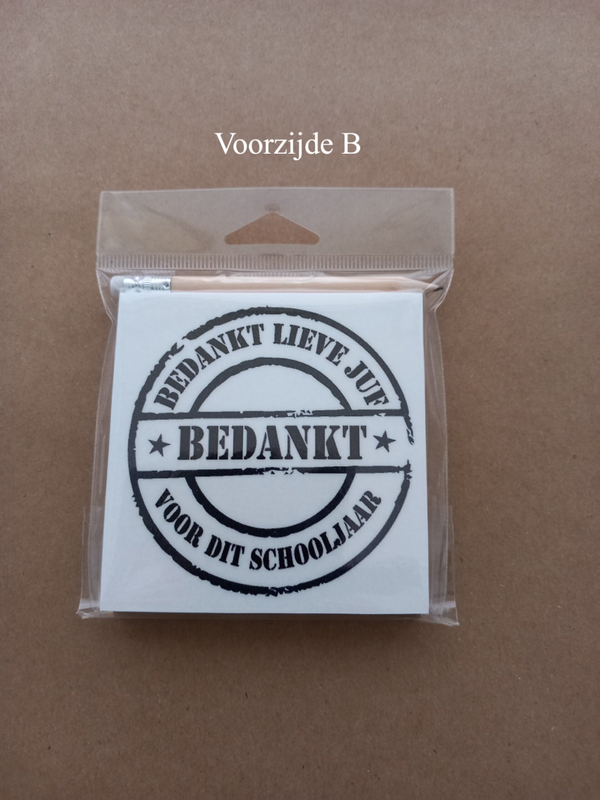 Voorzijde B
BEDANKT LIEVE JUF
★ BEDANKT ★
VOOR DIT SCHOOLJAAR